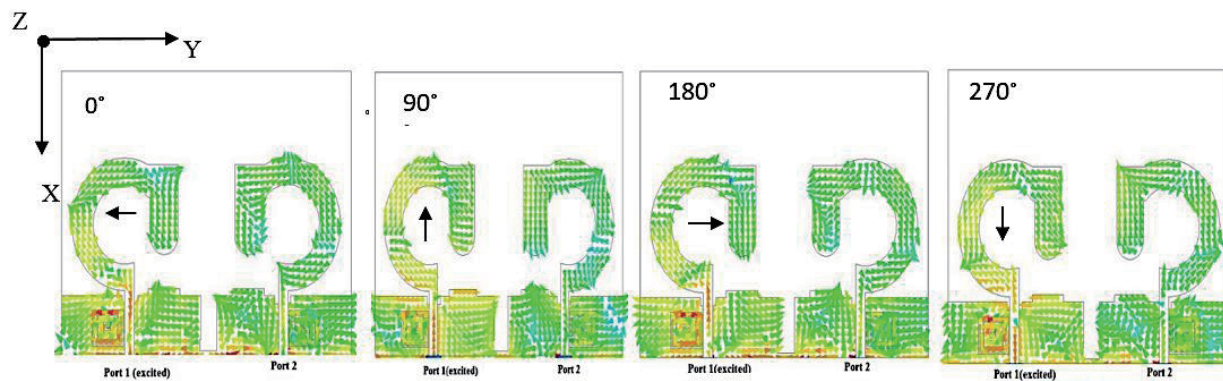 Z
Y
X
0°
90°
180°
270°
Port 1 (excited)
Port 2
Port 1(excited)
Port 2
Port 1(excited)
Port 2
Port 1(excited)
Port 2